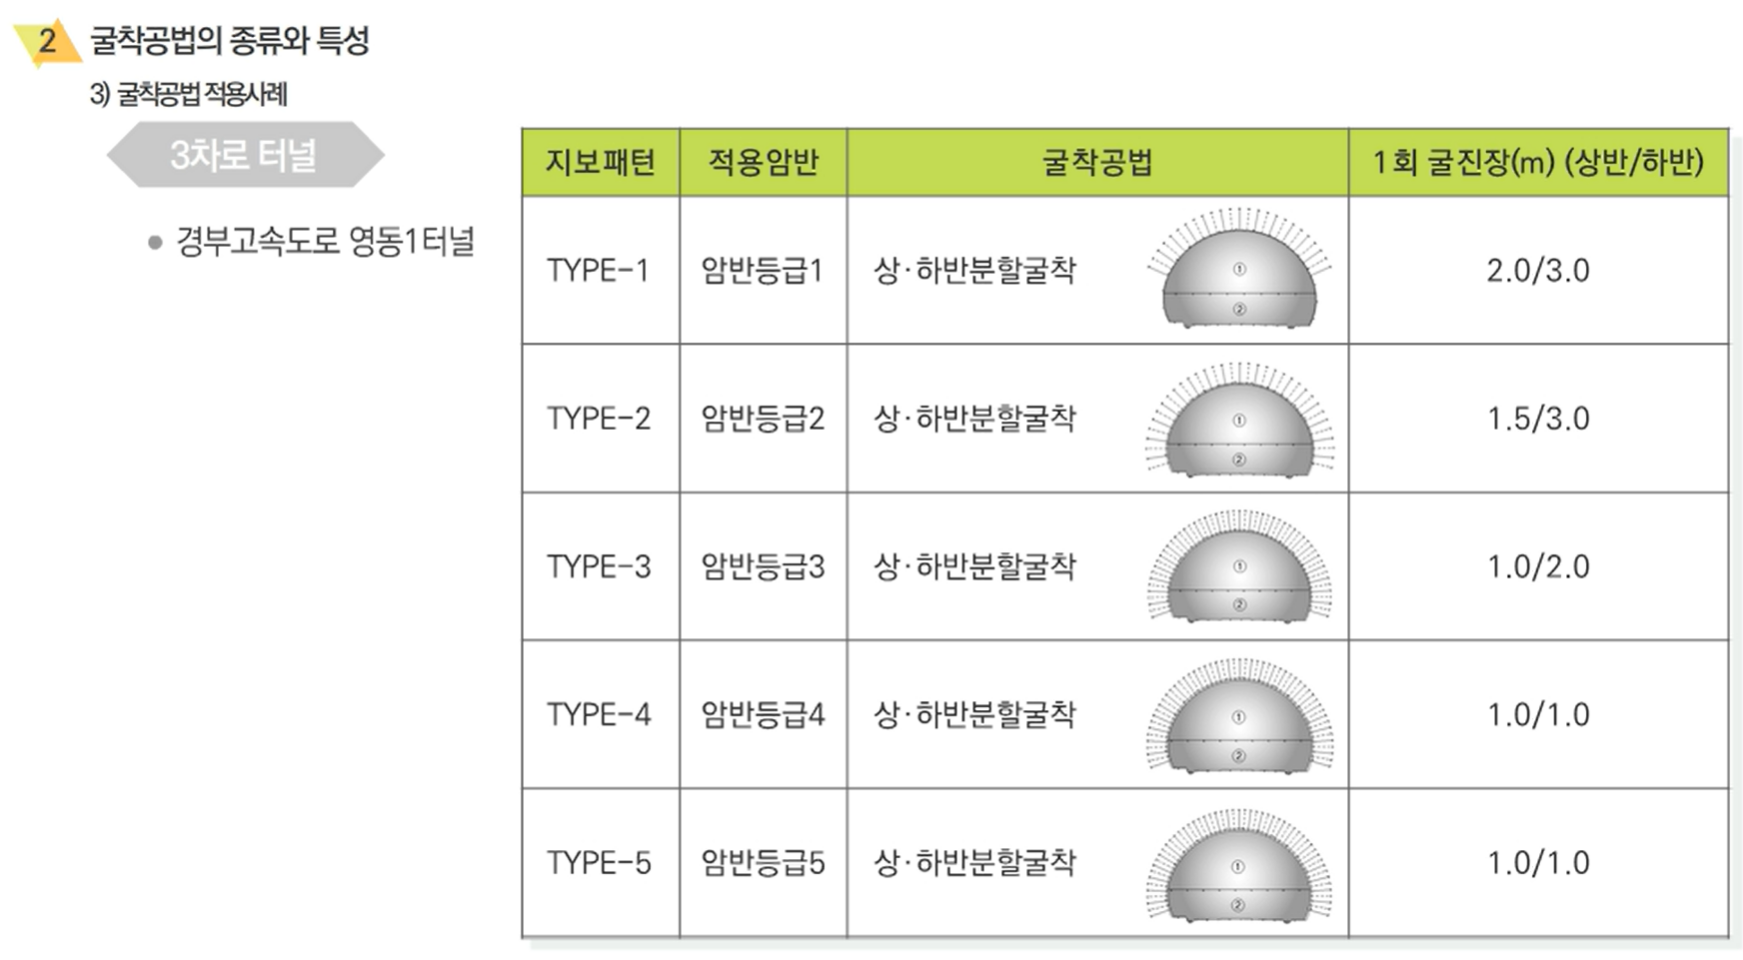 2 굴착공법의 종류와 특성
3) 굴착공법 적용사례
3차로 터널
● 경부고속도로 영동1터널
지보패턴 적용암반 굴착공법 1회 굴진장(m) (상반/하반)
TYPE-1 암반등급1 상·하반분할굴착 ① ② 2.0/3.0
TYPE-2 암반등급2 상·하반분할굴착 ① ② 1.5/3.0
TYPE-3 암반등급3 상·하반분할굴착 ① ② 1.0/2.0
TYPE-4 암반등급4 상·하반분할굴착 ① ② 1.0/1.0
TYPE-5 암반등급5 상·하반분할굴착 ① ② 1.0/1.0